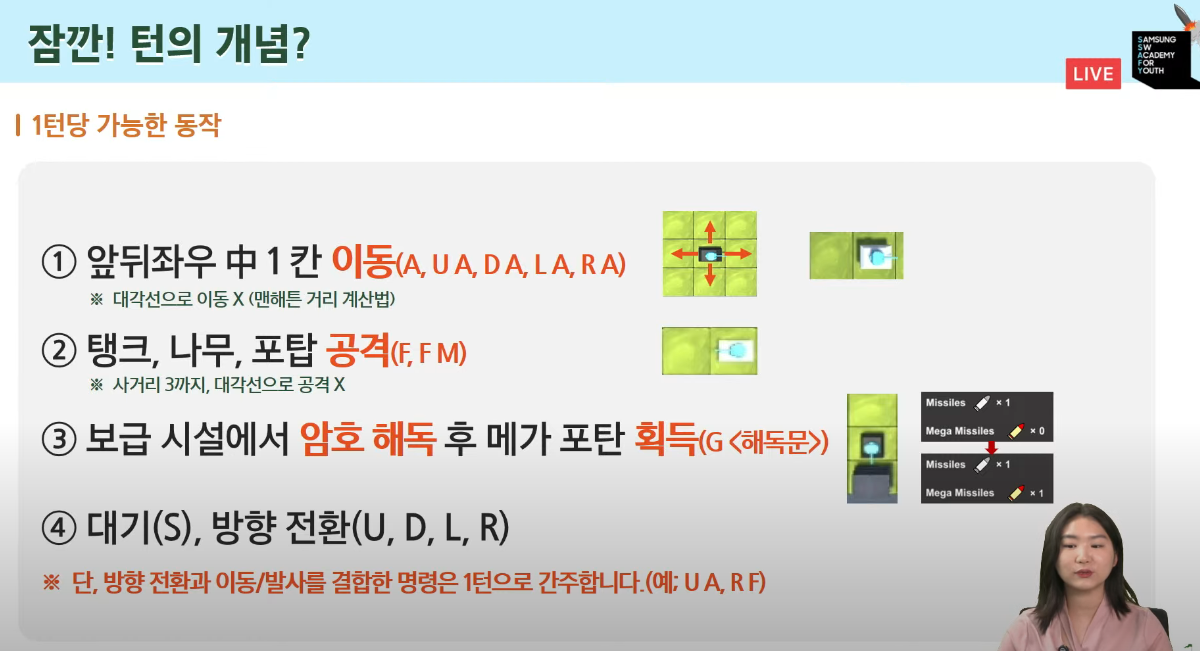 잠깐! 턴의 개념?
LIVE
SAMSUNG
SW
ACADEMY
FOR
YOUTH
1턴당 가능한 동작
① 앞뒤좌우 中 1 칸 이동(A, U A, D A, L A, R A)
※ 대각선으로 이동 X (맨해튼 거리 계산법)
② 탱크, 나무, 포탑 공격(F, F M)
※ 사거리 3까지, 대각선으로 공격 X
③ 보급 시설에서 암호 해독 후 메가 포탄 획득(G <해독문>)
Missiles × 1
Mega Missiles × 0
Missiles × 1
Mega Missiles × 1
④ 대기(S), 방향 전환(U, D, L, R)
※ 단, 방향 전환과 이동/발사를 결합한 명령은 1턴으로 간주합니다.(예; U A, R F)